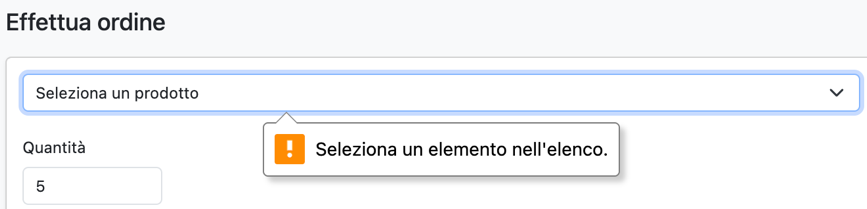 Effettua ordine
Seleziona un prodotto
Seleziona un elemento nell'elenco.
Quantità
5